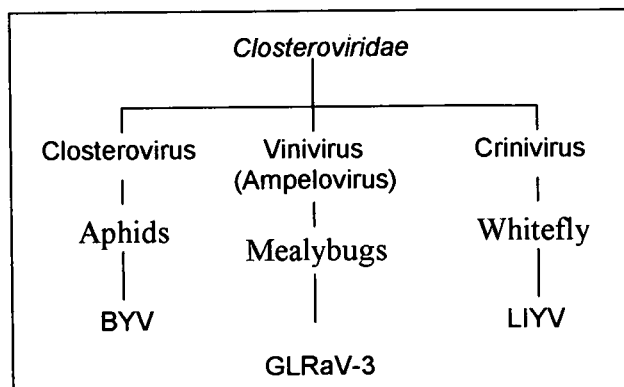 Closteroviridae
Closterovirus
Vinivirus
(Ampelovirus)
Crinivirus
Aphids
Mealybugs
Whitefly
BYV
GLRaV-3
LIYV